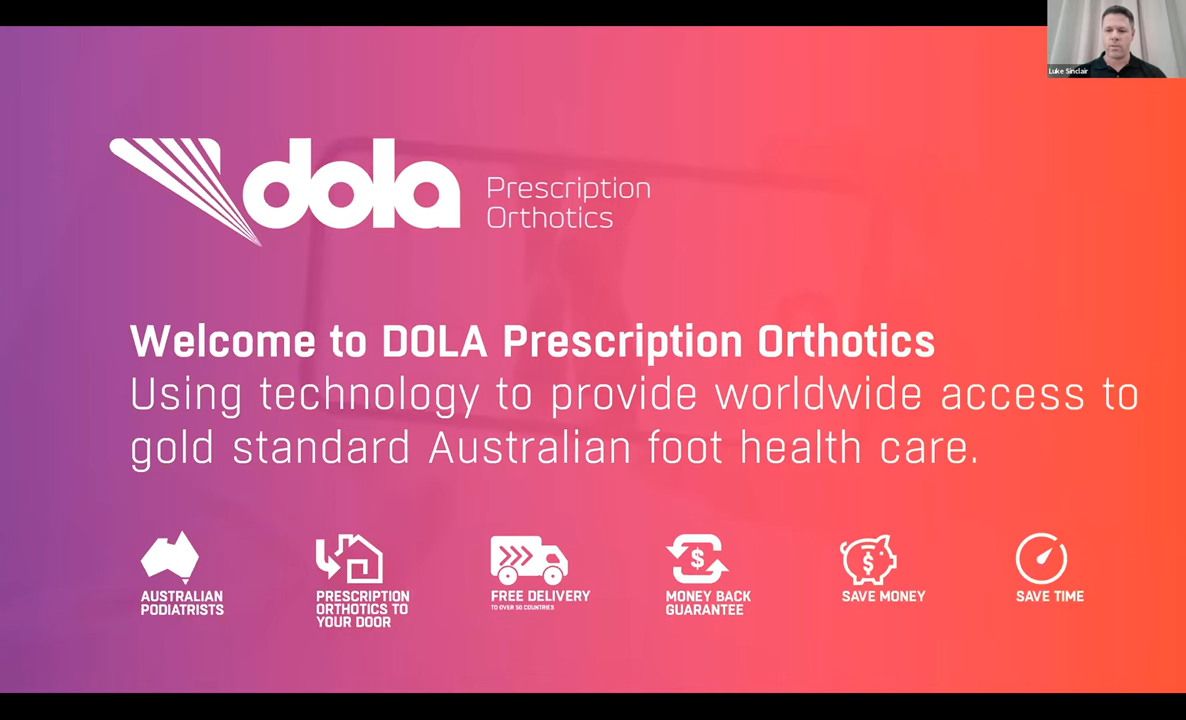 Luke Sinclair
dola
Prescription
Orthotics
Welcome to DOLA Prescription Orthotics
Using technology to provide worldwide access to
gold standard Australian foot health care.
AUSTRALIAN
PODIATRISTS
PRESCRIPTION
ORTHOTICS TO
YOUR DOOR
FREE DELIVERY
TO OVER 50 COUNTRIES
$
MONEY BACK
GUARANTEE
$
SAVE MONEY
SAVE TIME